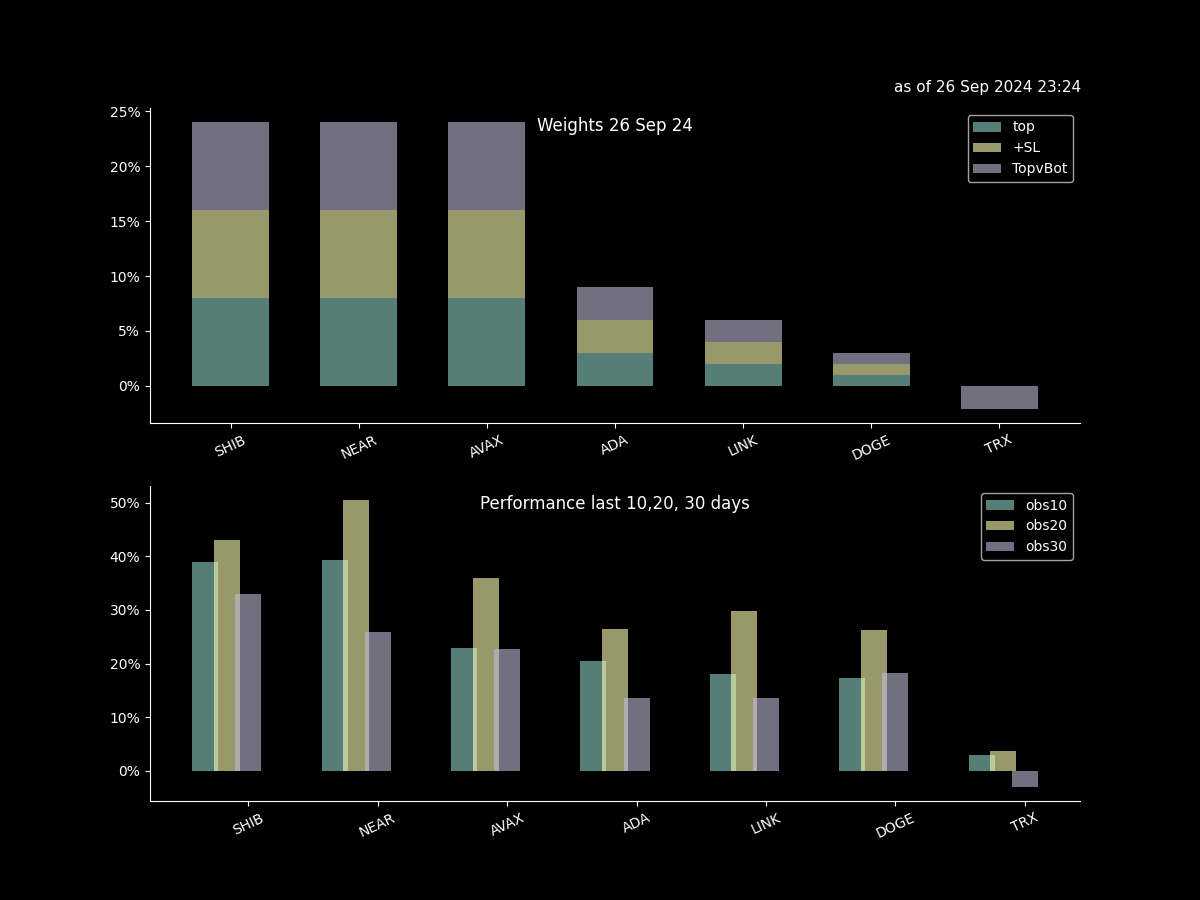 as of 26 Sep 2024 23:24
Weights 26 Sep 24
top
+SL
TopvBot
25%
20%
15%
10%
5%
0%
SHIB NEAR AVAX ADA LINK DOGE TRX
Performance last 10,20, 30 days
obs10
obs20
obs30
50%
40%
30%
20%
10%
0%
SHIB NEAR AVAX ADA LINK DOGE TRX